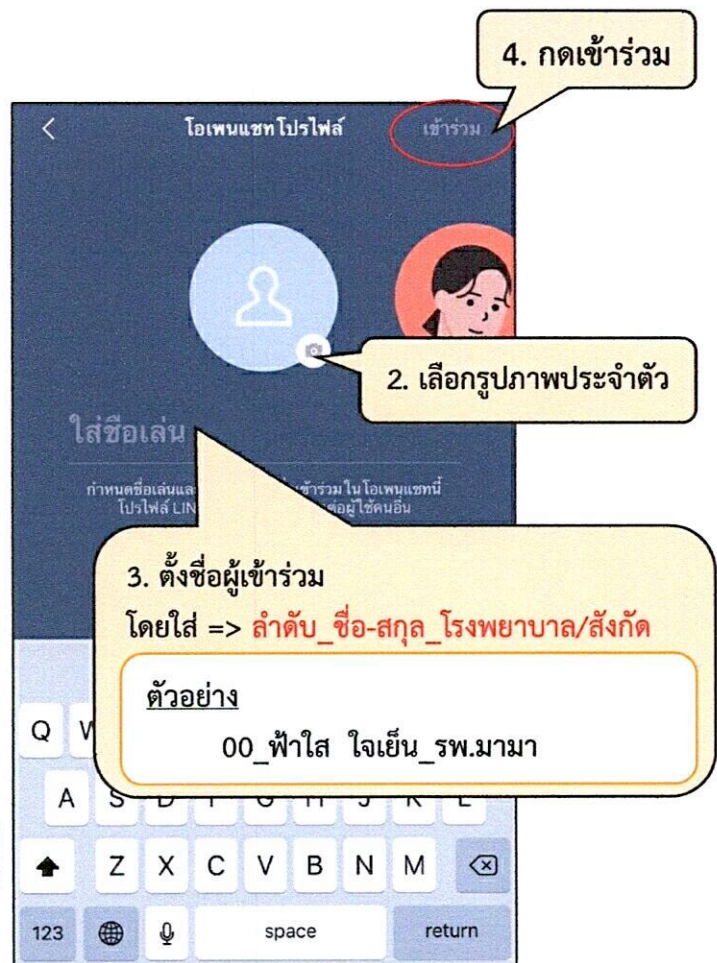 4. กดเข้าร่วม
โอเพนแชทโปรไฟล์
เข้าร่วม
2. เลือกรูปภาพประจำตัว
ใส่ชื่อเล่น
กำหนดชื่อเล่นและ
เข้าร่วมในโอเพนแชทนี้
โปรไฟล์ LIN
ต่อผู้ใช้คนอื่น
3. ตั้งชื่อผู้เข้าร่วม
โดยใส่ => ลำดับ_ชื่อ-สกุล_โรงพยาบาล/สังกัด
ตัวอย่าง
00_ฟ้าใส ใจเย็น_รพ.มามา
Q
A S
Z X C V B N M
123 space return